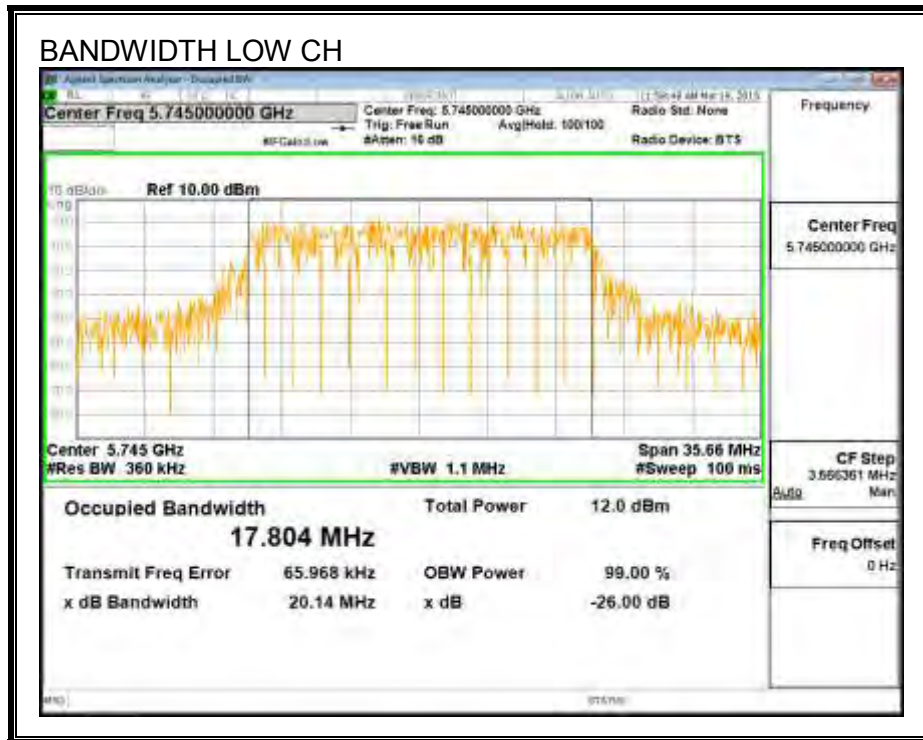 BANDWIDTH LOW CH
Agilent Spectrum Analyzer - Occupied BW
Center Freq 5.745000000 GHz
Center Freq: 5.745000000 GHz
Radio Std: None
Trig: Free Run
Avg|Hold: 100/100
#IFGain:Low
#Atten: 10 dB
Radio Device: BTS
Frequency
10 dB/div
Ref 10.00 dBm
Center Freq
5.745000000 GHz
Center 5.745 GHz
Span 35.66 MHz
#Res BW 360 kHz
#VBW 1.1 MHz
#Sweep 100 ms
CF Step
3.566361 MHz
Auto
Man
Occupied Bandwidth
Total Power
12.0 dBm
17.804 MHz
Freq Offset
0 Hz
Transmit Freq Error
65.968 kHz
OBW Power
99.00 %
x dB Bandwidth
20.14 MHz
x dB
-26.00 dB
MSG
STATUS